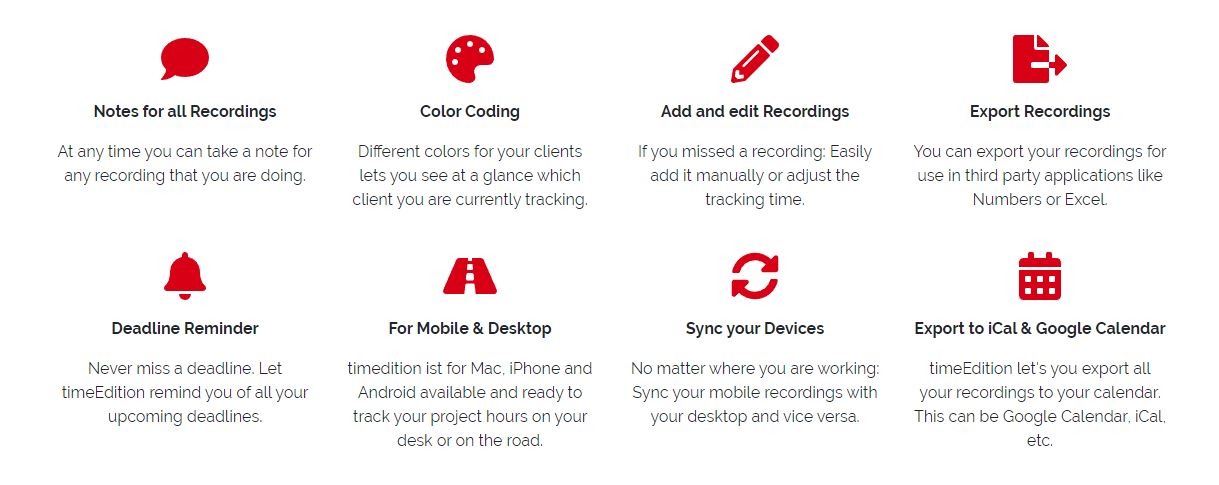 Notes for all Recordings
At any time you can take a note for
any recording that you are doing.
Color Coding
Different colors for your clients
lets you see at a glance which
client you are currently tracking.
Add and edit Recordings
If you missed a recording: Easily
add it manually or adjust the
tracking time.
Export Recordings
You can export your recordings for
use in third party applications like
Numbers or Excel.
Deadline Reminder
Never miss a deadline. Let
timeEdition remind you of all your
upcoming deadlines.
For Mobile & Desktop
timedition ist for Mac, iPhone and
Android available and ready to
track your project hours on your
desk or on the road.
Sync your Devices
No matter where you are working:
Sync your mobile recordings with
your desktop and vice versa.
Export to iCal & Google Calendar
timeEdition let's you export all
your recordings to your calendar.
This can be Google Calendar, iCal,
etc.